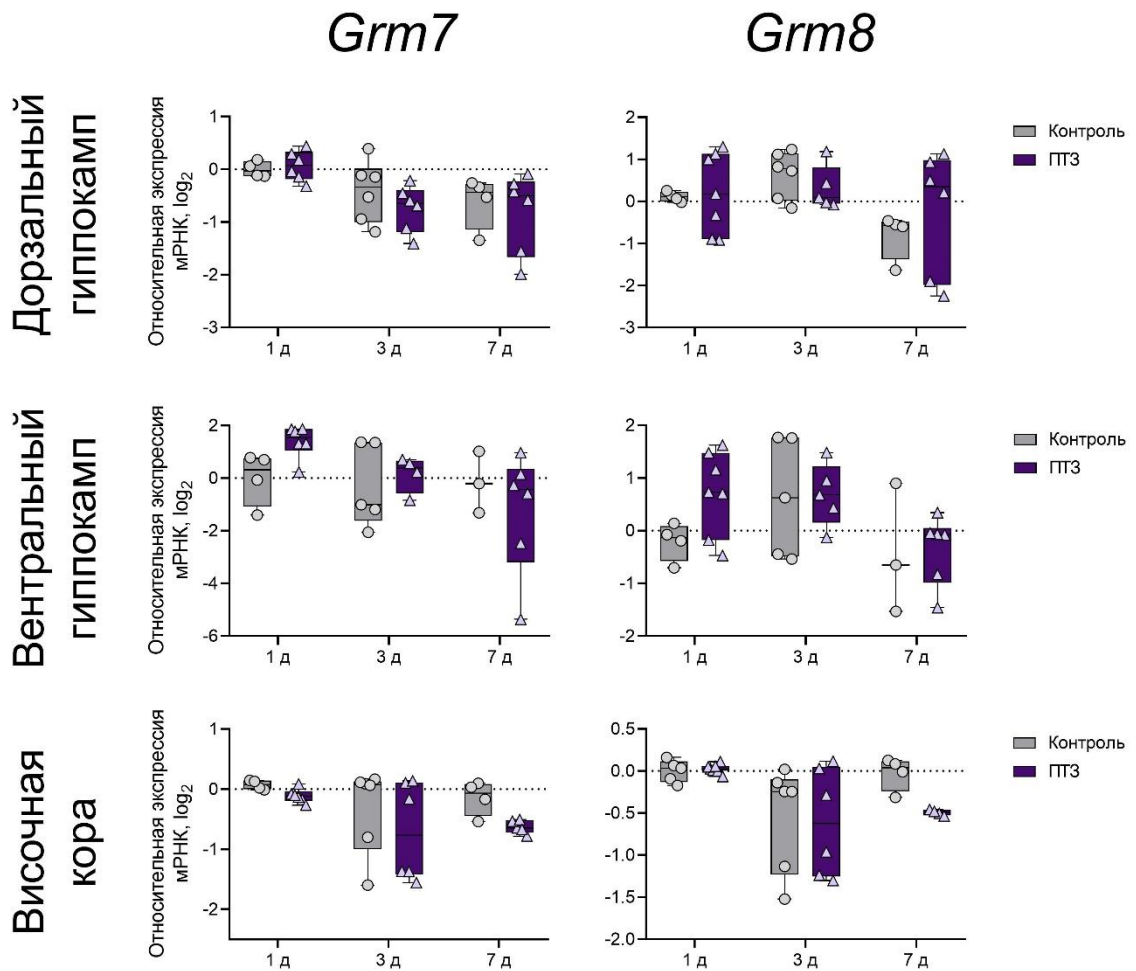 Grm7
Grm8
Дорзальный
гиппокамп
Относительная экспрессия
мРНК, log2
1
0
-1
-2
-3
1 д
3 д
7 д
2
1
0
-1
-2
-3
1 д
3 д
7 д
Контроль
ПТЗ
Вентральный
гиппокамп
Относительная экспрессия
мРНК, log2
2
0
-2
-4
-6
1 д
3 д
7 д
2
1
0
-1
-2
1 д
3 д
7 д
Контроль
ПТЗ
Височная
кора
Относительная экспрессия
мРНК, log2
1
0
-1
-2
1 д
3 д
7 д
0.5
0.0
-0.5
-1.0
-1.5
-2.0
1 д
3 д
7 д
Контроль
ПТЗ